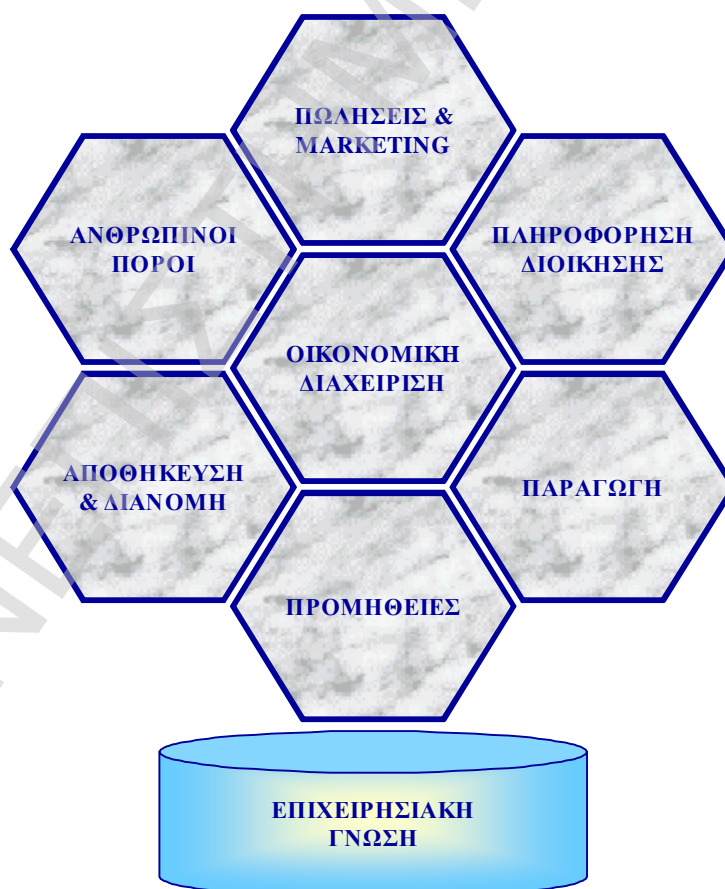 ΠΩΛΗΣΕΙΣ &
MARKETING
ΑΝΘΡΩΠΙΝΟΙ
ΠΟΡΟΙ
ΠΛΗΡΟΦΟΡΗΣΗ
ΔΙΟΙΚΗΣΗΣ
ΟΙΚΟΝΟΜΙΚΗ
ΔΙΑΧΕΙΡΙΣΗ
ΑΠΟΘΗΚΕΥΣΗ
& ΔΙΑΝΟΜΗ
ΠΑΡΑΓΩΓΗ
ΠΡΟΜΗΘΕΙΕΣ
ΕΠΙΧΕΙΡΗΣΙΑΚΗ
ΓΝΩΣΗ